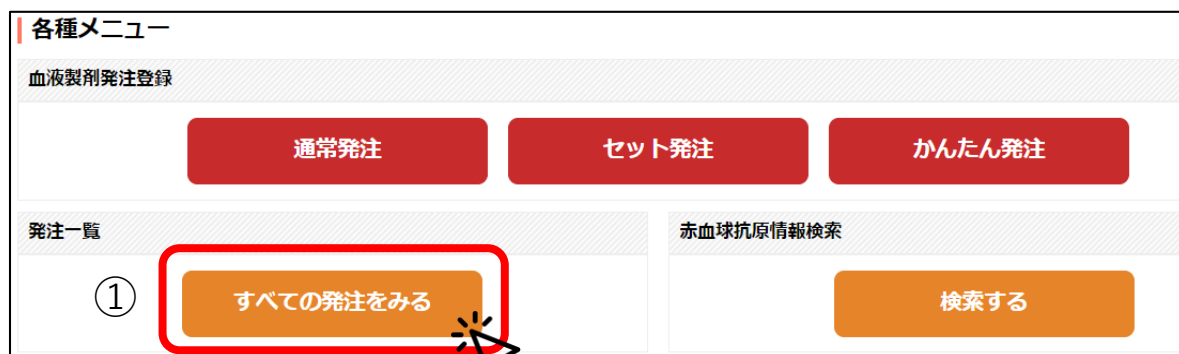 各種メニュー
血液製剤発注登録
通常発注 セット発注 かんたん発注
発注一覧 赤血球抗原情報検索
① すべての発注をみる 検索する